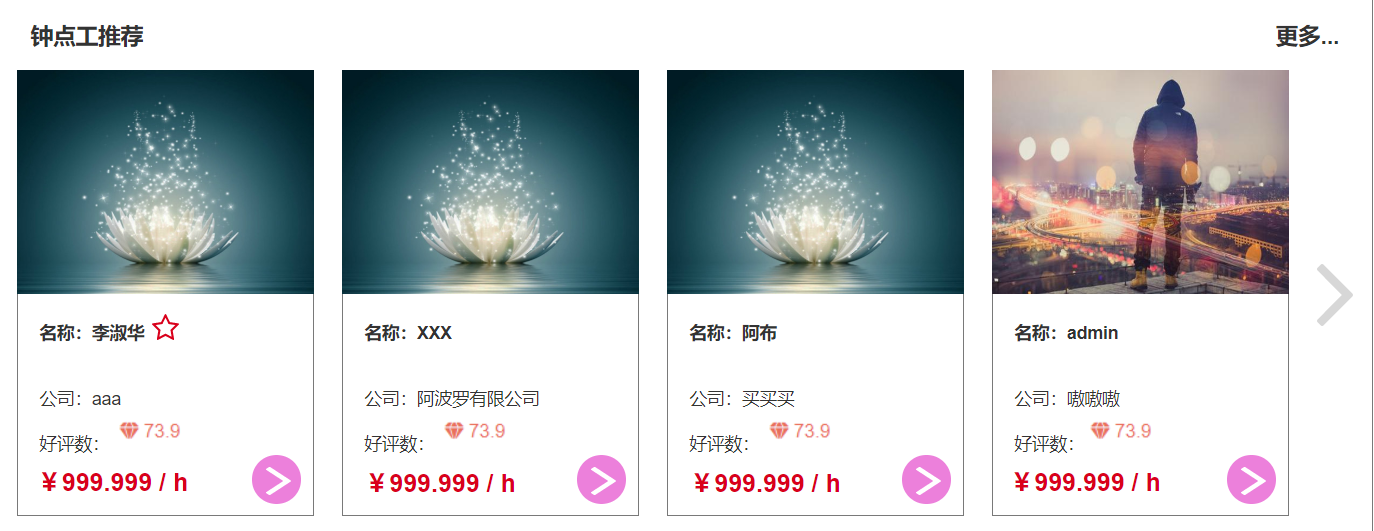 钟点工推荐
更多...
名称：李淑华
公司：aaa
好评数：
73.9
￥999.999 / h
名称：XXX
公司：阿波罗有限公司
好评数：
73.9
￥999.999 / h
名称：阿布
公司：买买买
好评数：
73.9
￥999.999 / h
名称：admin
公司：嗷嗷嗷
好评数：
73.9
￥999.999 / h